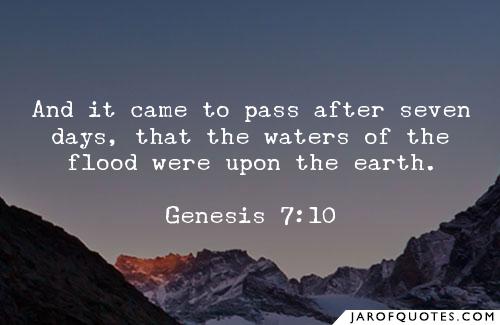 And it came to pass after seven
days, that the waters of the
flood were upon the earth.
Genesis 7:10
JAROFQUOTES.COM